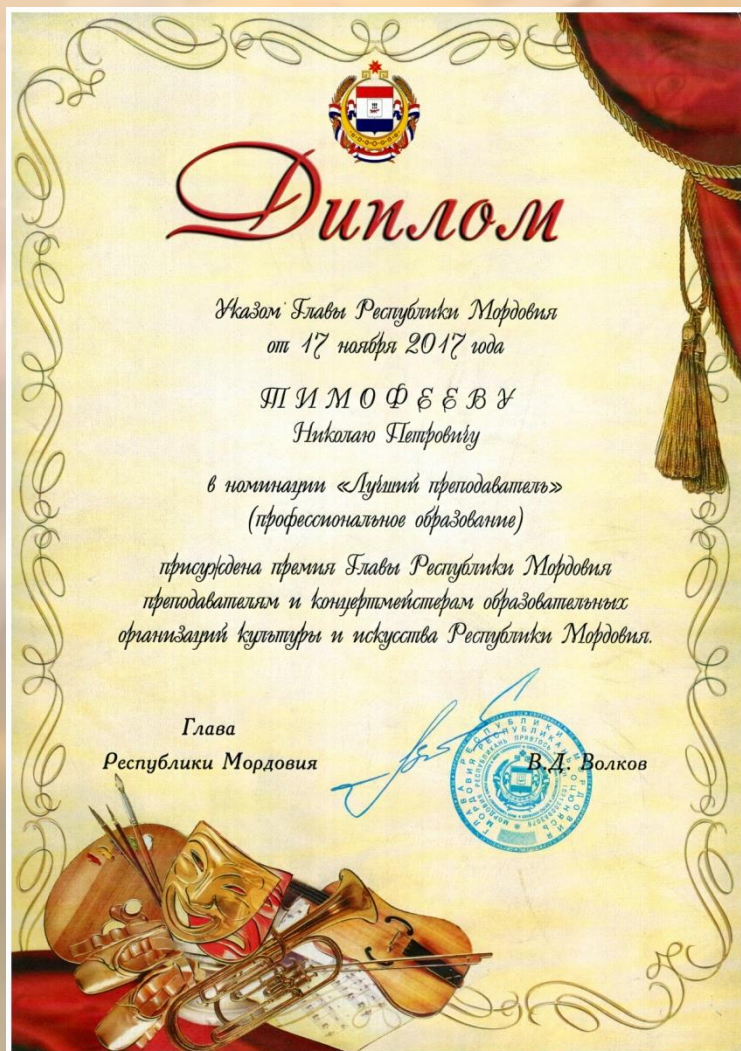 Диплом
Указом Главы Республики Мордовия
от 17 ноября 2017 года
ТИМОФЕЕВУ
Николаю Петровичу
в номинации «Лучший преподаватель»
(профессиональное образование)
присуждена премия Главы Республики Мордовия
преподавателям и концертмейстерам образовательных
организаций культуры и искусства Республики Мордовия.
Глава
Республики Мордовия
В.Д. Волков